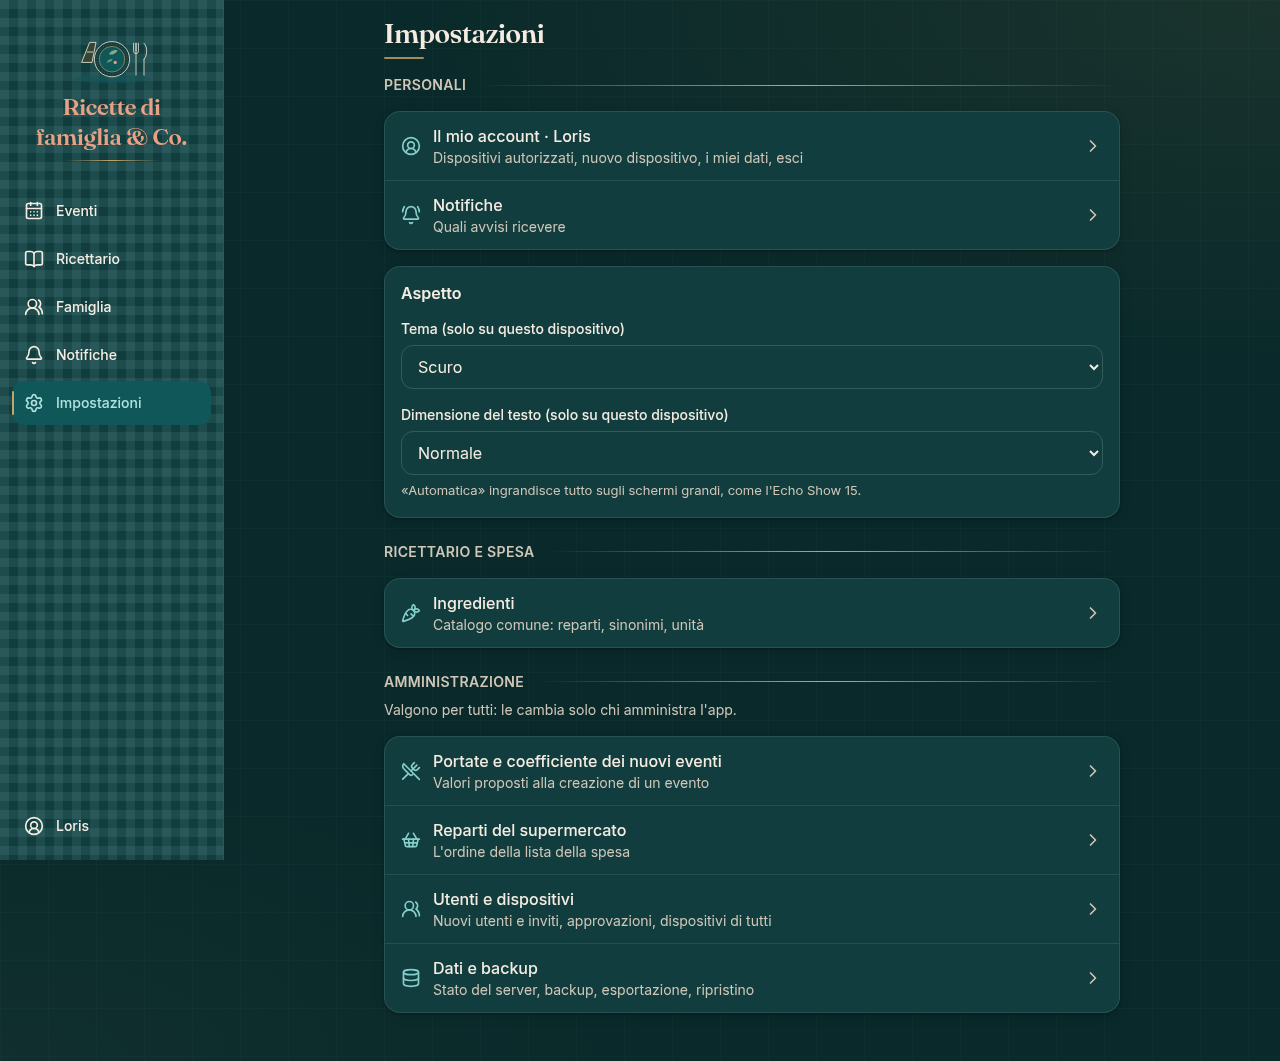 Ricette di
famiglia & Co.
Eventi
Ricettario
Famiglia
Notifiche
Impostazioni
Loris
Impostazioni
PERSONALI
Il mio account · Loris
Dispositivi autorizzati, nuovo dispositivo, i miei dati, esci
Notifiche
Quali avvisi ricevere
Aspetto
Tema (solo su questo dispositivo)
Scuro
Dimensione del testo (solo su questo dispositivo)
Normale
«Automatica» ingrandisce tutto sugli schermi grandi, come l'Echo Show 15.
RICETTARIO E SPESA
Ingredienti
Catalogo comune: reparti, sinonimi, unità
AMMINISTRAZIONE
Valgono per tutti: le cambia solo chi amministra l'app.
Portate e coefficiente dei nuovi eventi
Valori proposti alla creazione di un evento
Reparti del supermercato
L'ordine della lista della spesa
Utenti e dispositivi
Nuovi utenti e inviti, approvazioni, dispositivi di tutti
Dati e backup
Stato del server, backup, esportazione, ripristino